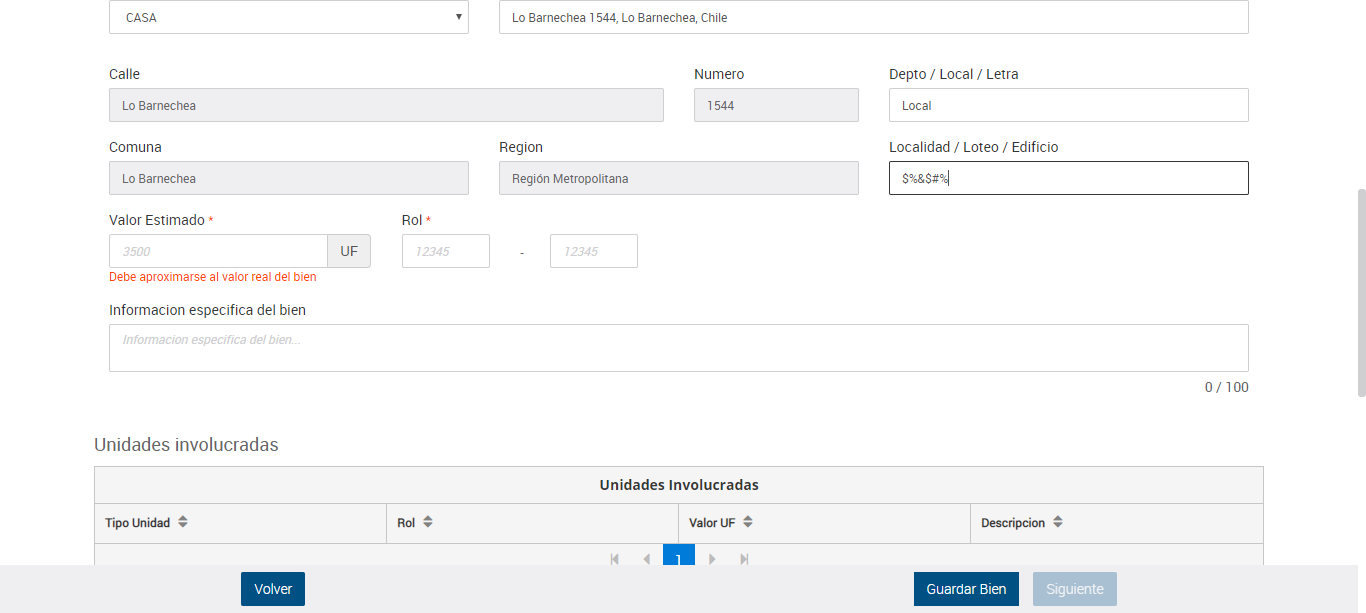 CASA
Lo Barnechea 1544, Lo Barnechea, Chile
Calle Numero Depto / Local / Letra
Lo Barnechea 1544 Local
Comuna Region Localidad / Loteo / Edificio
Lo Barnechea Región Metropolitana $%&$#%
Valor Estimado * Rol *
3500 UF 12345 - 12345
Debe aproximarse al valor real del bien
Informacion especifica del bien
Informacion especifica del bien...
0 / 100
Unidades involucradas
Unidades Involucradas
Tipo Unidad Rol Valor UF Descripcion
1
Volver Guardar Bien Siguiente